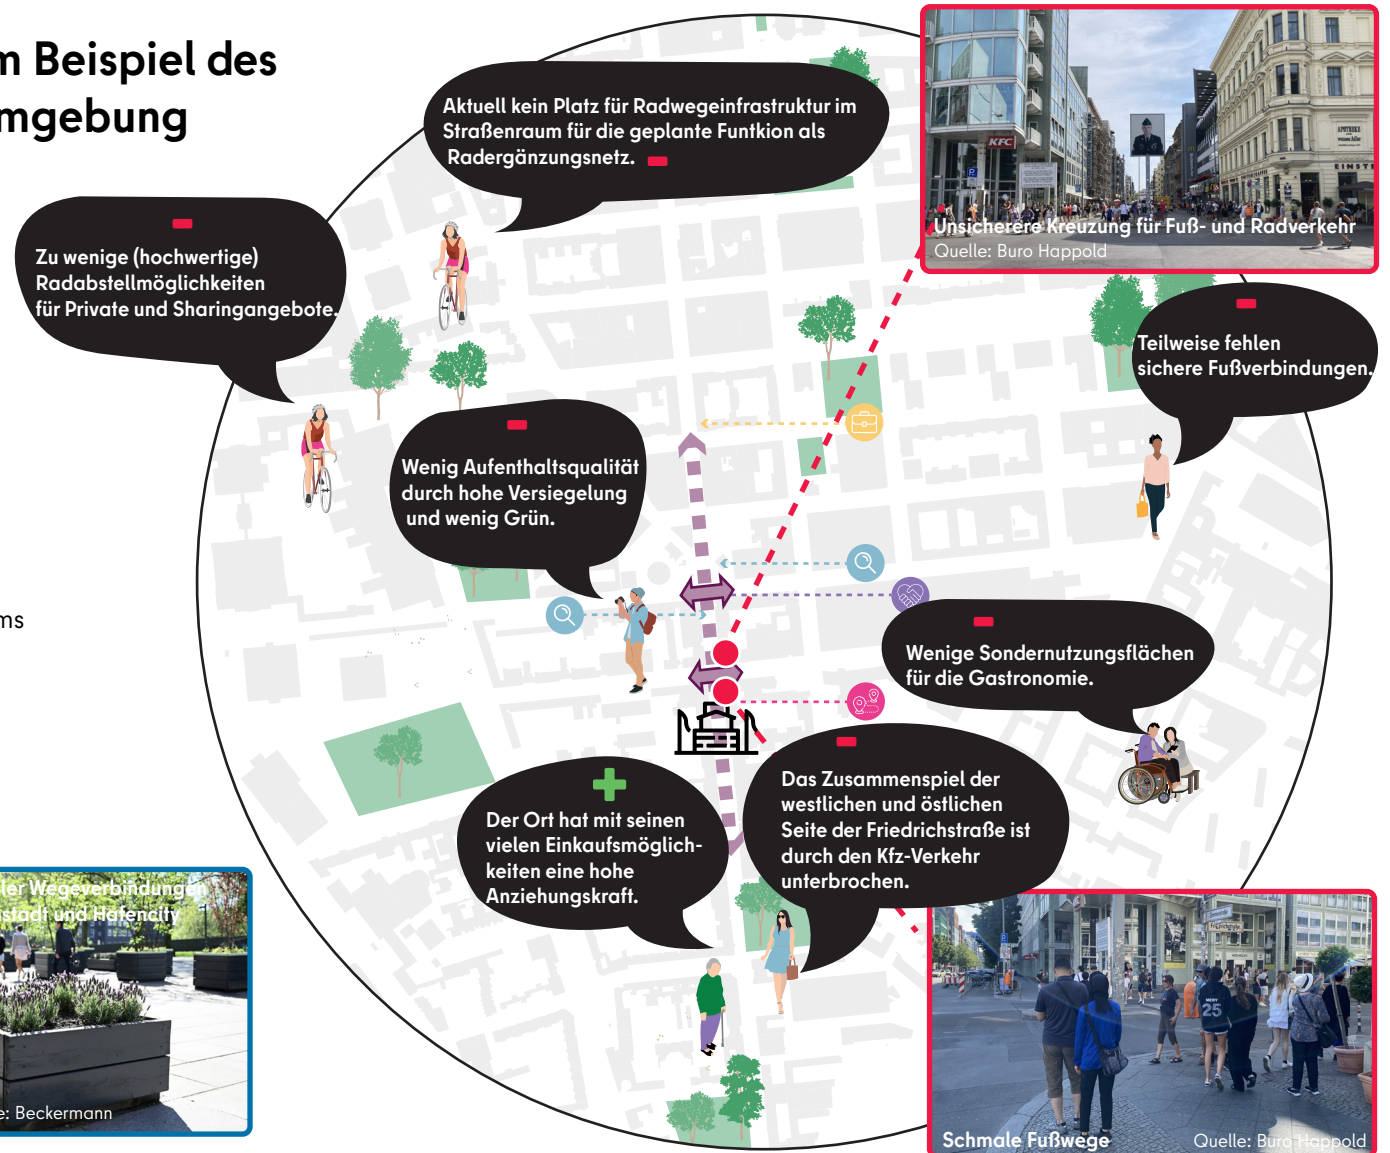 m Beispiel des
mgebung
Aktuell kein Platz für Radwegeinfrastruktur im
Straßenraum für die geplante Funtkion als
Radergänzungsnetz.
KFC
Unsicherere Kreuzung für Fuß- und Radverkehr
Quelle: Buro Happold
Zu wenige (hochwertige)
Radabstellmöglichkeiten
für Private und Sharingangebote.
Teilweise fehlen
sichere Fußverbindungen.
Wenig Aufenthaltsqualität
durch hohe Versiegelung
und wenig Grün.
ms
Wenige Sondernutzungsflächen
für die Gastronomie.
Das Zusammenspiel der
westlichen und östlichen
Seite der Friedrichstraße ist
durch den Kfz-Verkehr
unterbrochen.
Der Ort hat mit seinen
vielen Einkaufsmöglich-
keiten eine hohe
Anziehungskraft.
ler Wegeverbindungen
stadt und Hafencity
e: Beckermann
25
Schmale Fußwege
Quelle: Buro Happold